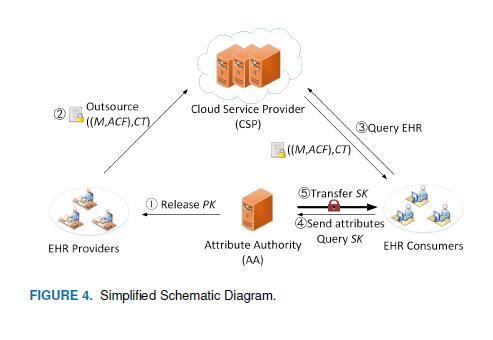 Cloud Service Provider
(CSP)
② Outsource
((M,ACF),CT)
③Query EHR
((M,ACF),CT)
① Release PK
⑤Transfer SK
④Send attributes
Query SK
EHR Providers
Attribute Authority
(AA)
EHR Consumers
FIGURE 4. Simplified Schematic Diagram.